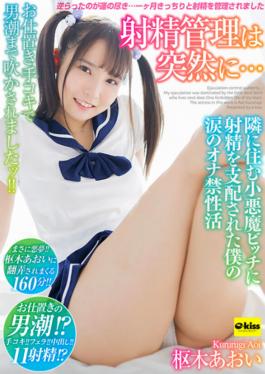 逆らったのが運の尽き…一ヶ月きっちりと射精を管理されました
射精管理は
突然に…
隣に住む小悪魔ビッチに
射精を支配された僕の
涙のオナ禁性活
お仕置き手コキで
男潮まで吹かされましたッ!!
まさに悪夢!!
枢木あおいに
翻弄されまくる
160分!!
お仕置きの
男潮!?
手コキ!!フェラ!!中出し!!
11射精!?
e-kiss
Kururugi Aoi
枢木あおい